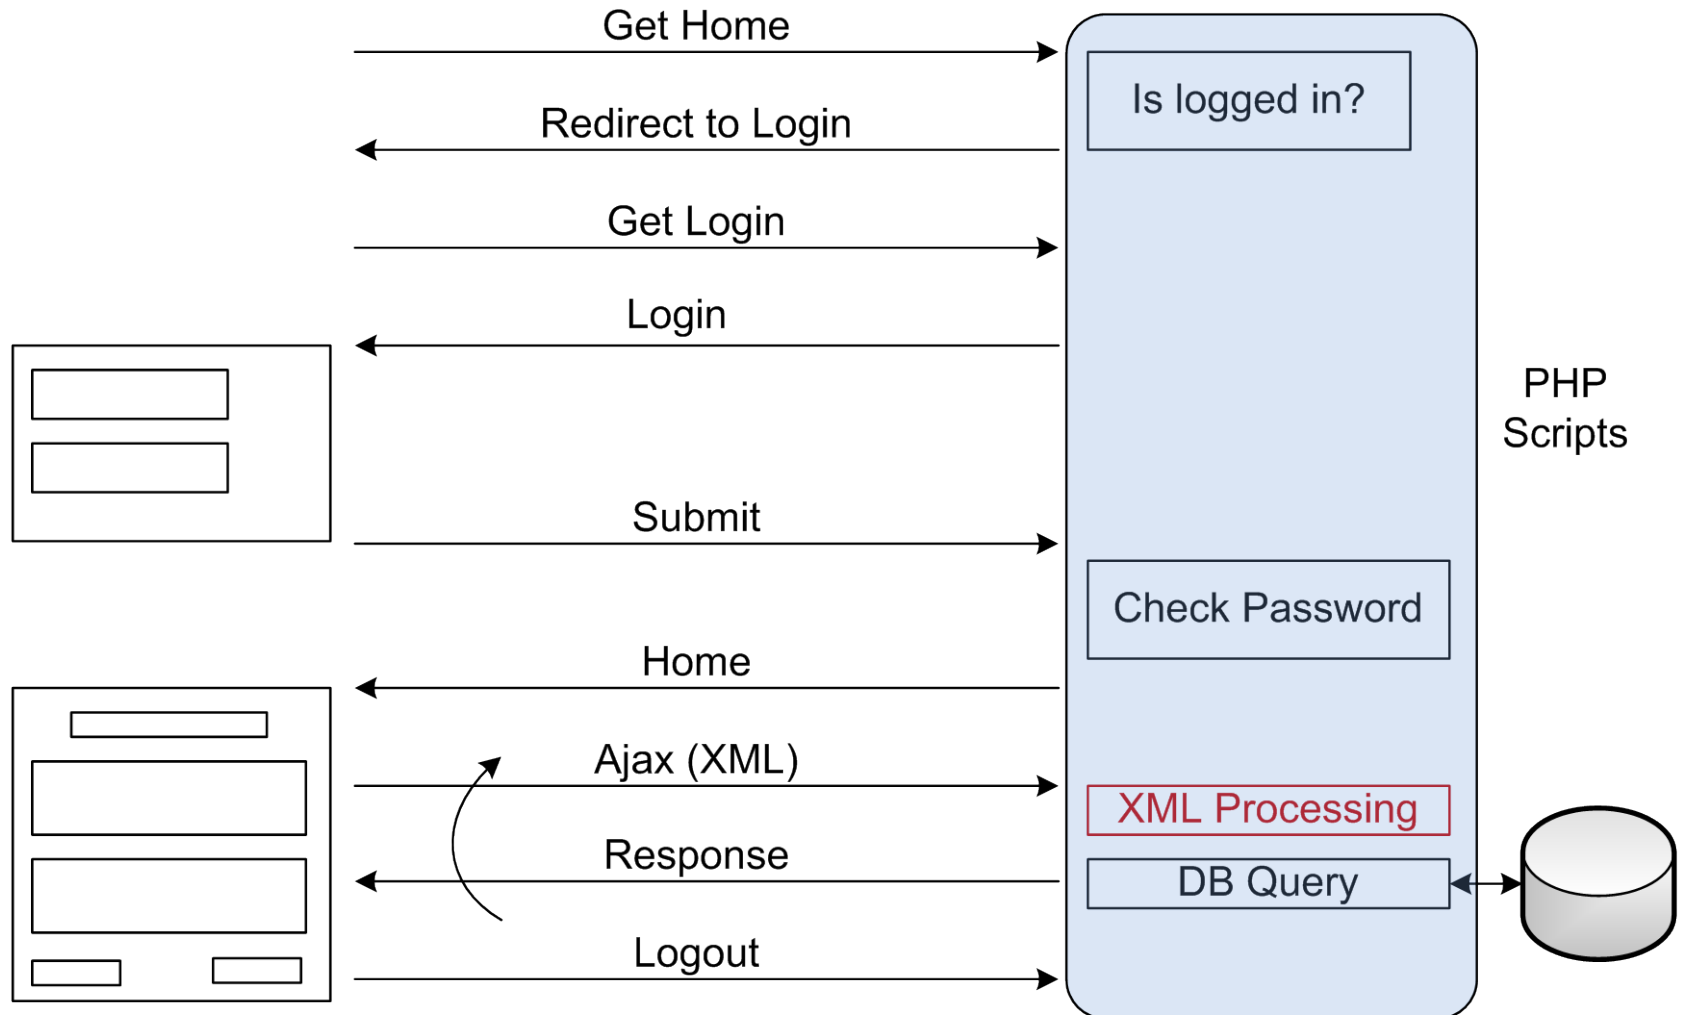 Get Home
Is logged in?
Redirect to Login
Get Login
Login
PHP
Scripts
Submit
Check Password
Home
Ajax (XML)
XML Processing
Response
DB Query
Logout